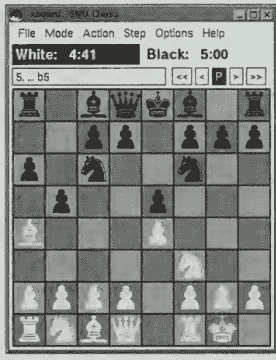 xboard: GNU Chess
File Mode Action Step Options Help
White: 4:41 Black: 5:00
5. ... b5
<< < P > >>